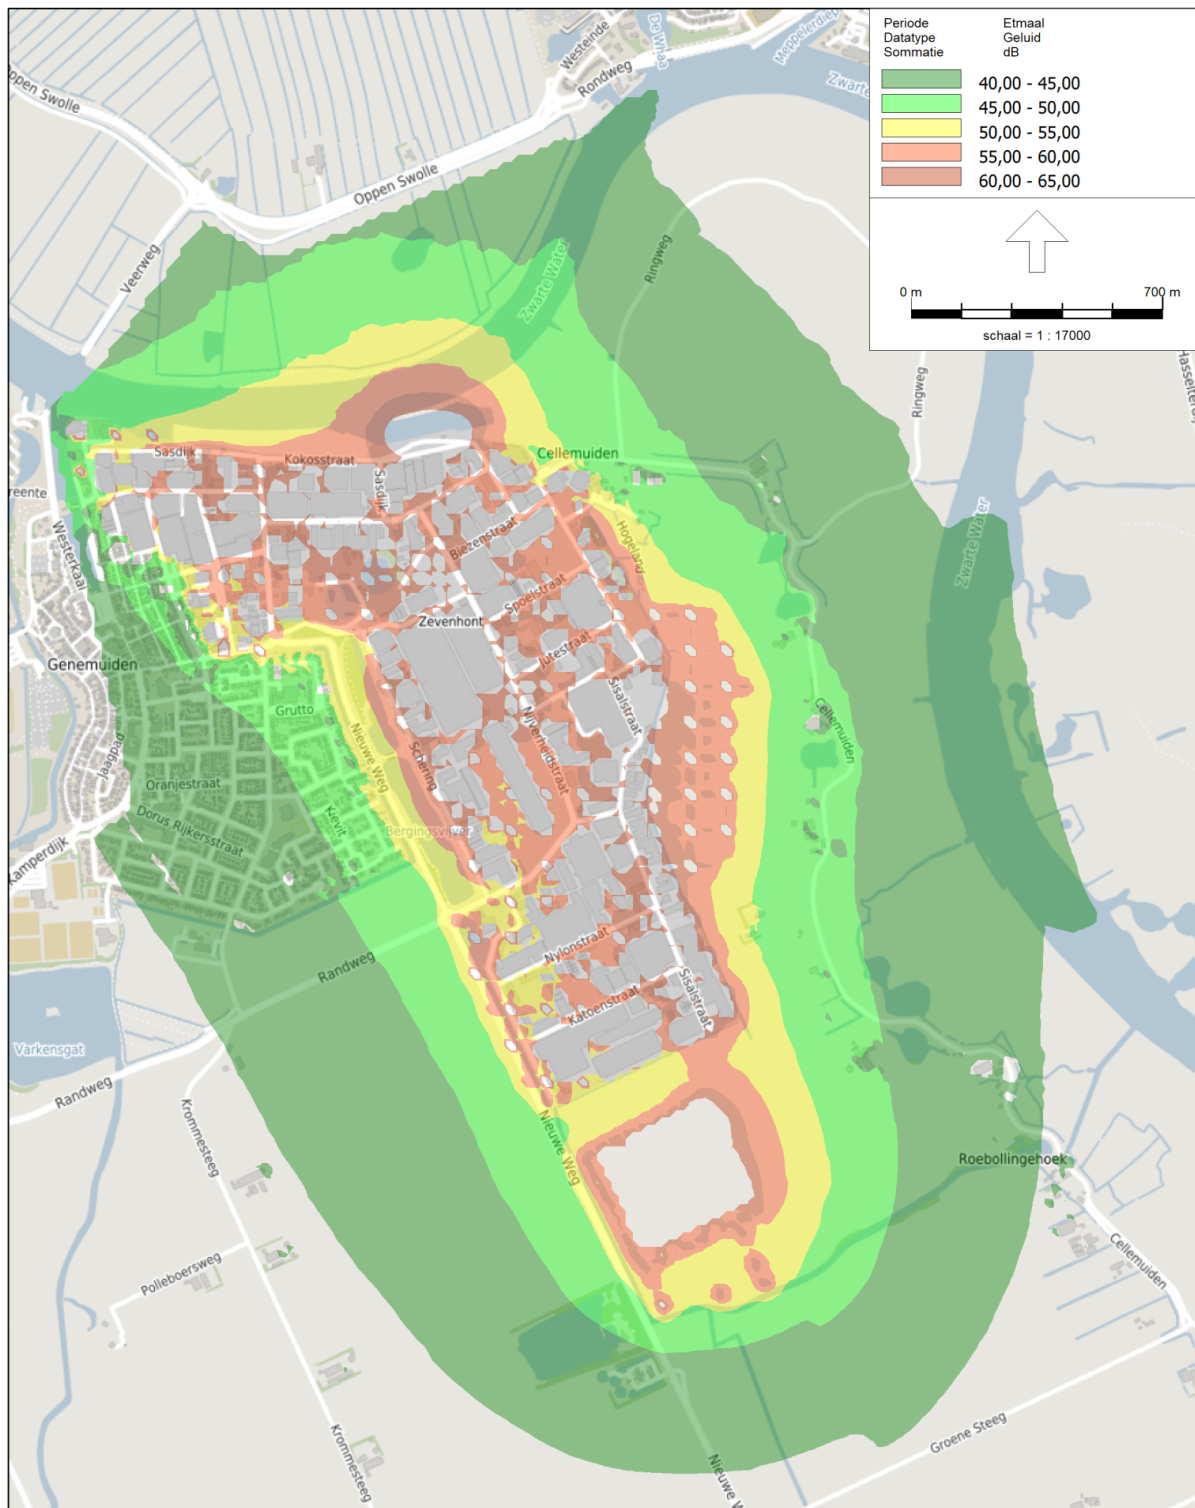 Periode Etmaal
Datatype Geluid
Sommatie dB
40,00 - 45,00
45,00 - 50,00
50,00 - 55,00
55,00 - 60,00
60,00 - 65,00
0 m 700 m
schaal = 1 : 17000
Westeinde
De Whaa
Meppelerdiep
Rondweg
Zwarte
Oppen Swolle
Oppen Swolle
Veerweg
Zwarte Water
Ringweg
Ringweg
Hasselter
Sasdijk
Kokosstraat
Sasdijk
Cellemuiden
reente
Westerkaai
Biezenstraat
Hogeland
Zwarte Water
Spoelstraat
Zevenhont
Jutestraat
Genemuiden
Sisalstraat
Grutto
Nieuwe Weg
Nijverheidstraat
Schering
Cellemuiden
Jaagpad
Oranjestraat
Kievit
Dorus Rijkersstraat
Bergingsvijver
Kamperdijk
Nylonstraat
Randweg
Sisalstraat
Katoenstraat
Varkensgat
Randweg
Krommesteeg
Nieuwe Weg
Roebollingehoek
Cellemuiden
Polleboersweg
Krommesteeg
Groene Steeg
Nieuwe W